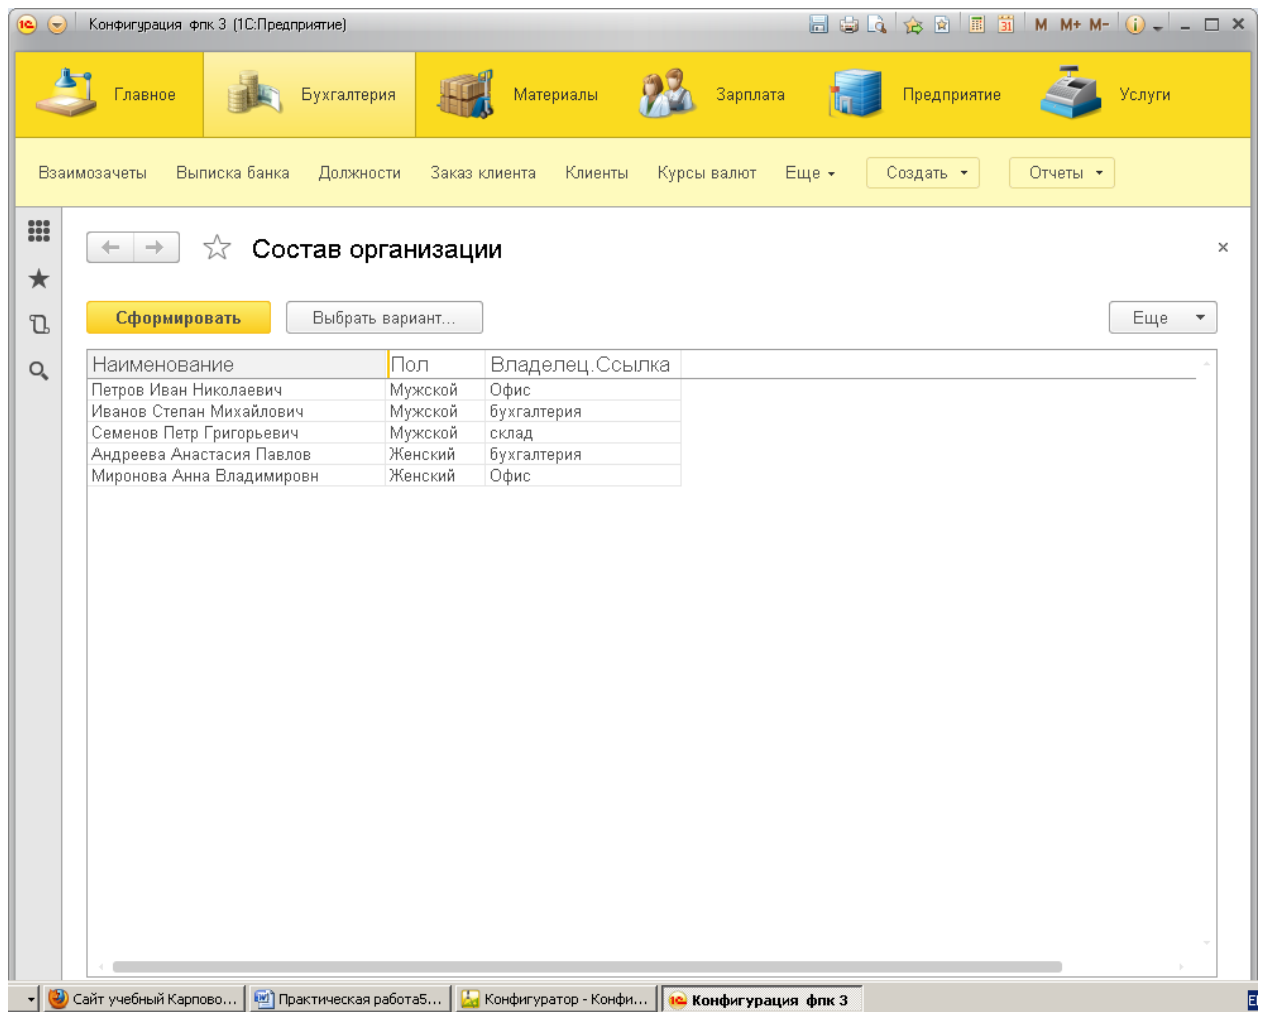 Конфигурация фпк 3 (1С:Предприятие)
M M+ M-
Главное Бухгалтерия Материалы Зарплата Предприятие Услуги
Взаимозачеты Выписка банка Должности Заказ клиента Клиенты Курсы валют Еще Создать Отчеты
Состав организации
Сформировать Выбрать вариант... Еще
Наименование Пол Владелец.Ссылка
Петров Иван Николаевич Мужской Офис
Иванов Степан Михайлович Мужской бухгалтерия
Семенов Петр Григорьевич Мужской склад
Андреева Анастасия Павлов Женский бухгалтерия
Миронова Анна Владимировн Женский Офис
Сайт учебный Карпово... Практическая работа5... Конфигуратор - Конфи... Конфигурация фпк 3